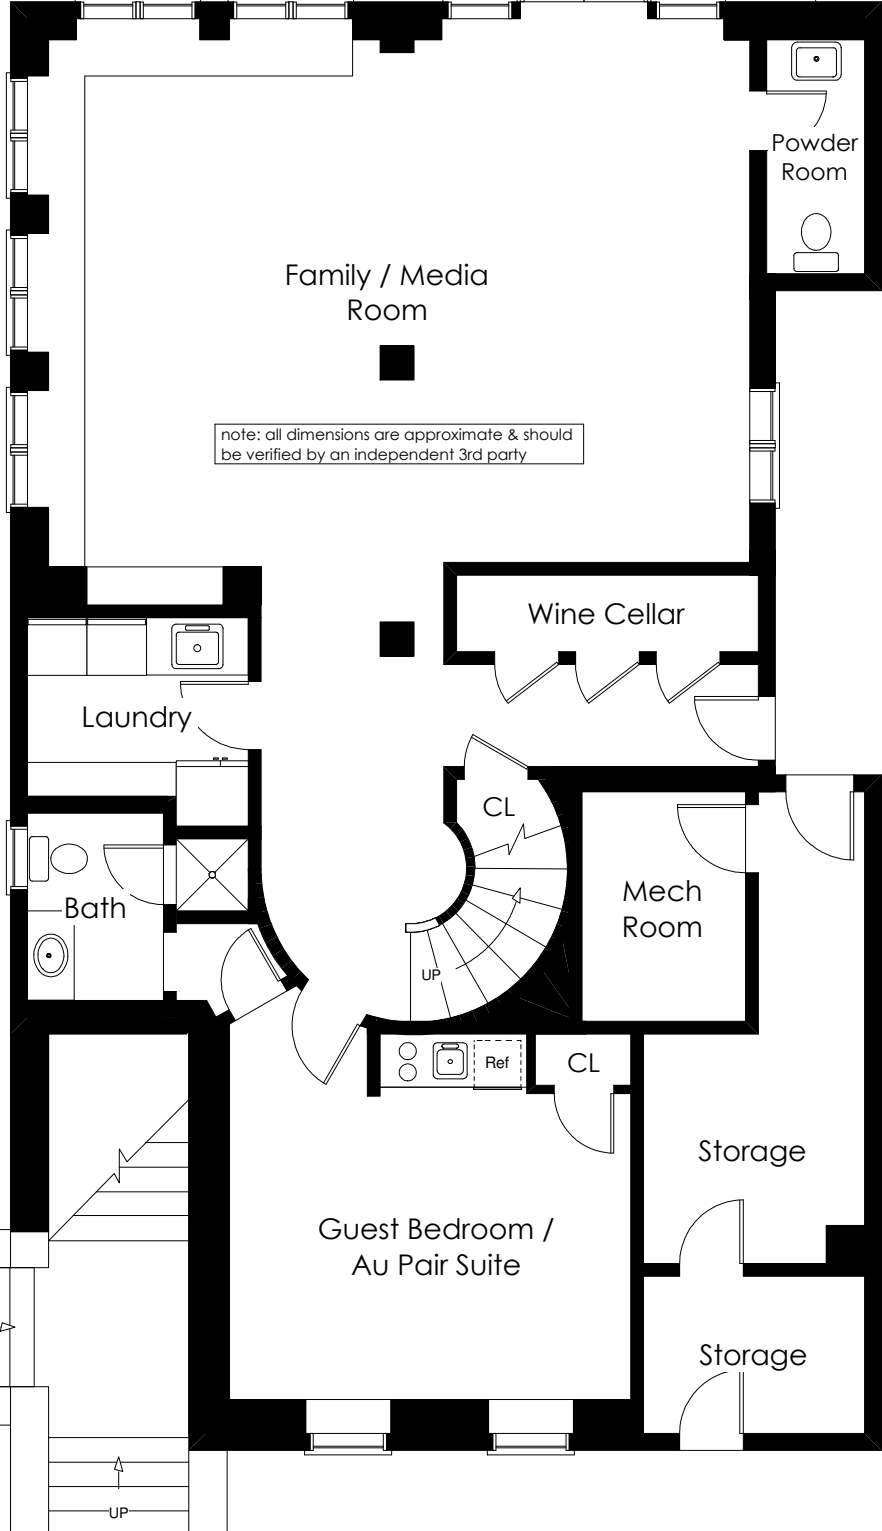 Powder
Room
Family / Media
Room
note: all dimensions are approximate & should
be verified by an independent 3rd party
Wine Cellar
Laundry
CL
Mech
Room
Bath
UP
Ref
CL
Storage
Guest Bedroom /
Au Pair Suite
Storage
UP